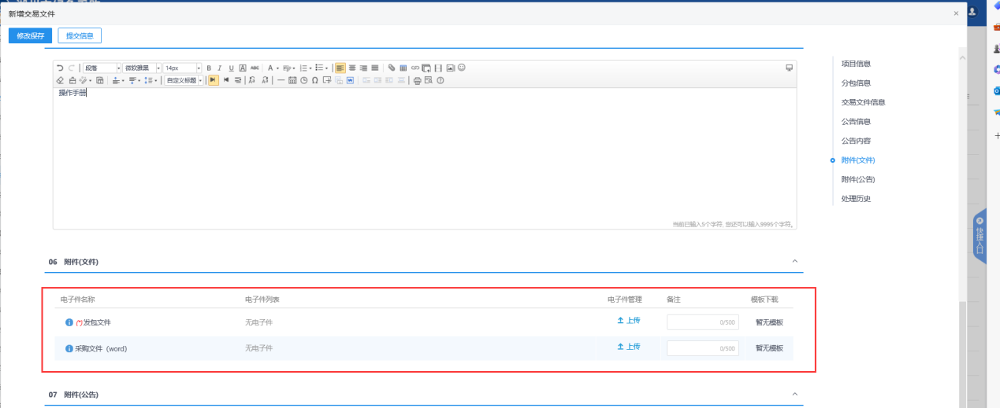 新增交易文件
修改保存 提交信息
段落 微软雅黑 14px
自定义标题
操作手册
当前已输入5个字符, 您还可以输入9995个字符。
项目信息
分包信息
交易文件信息
公告信息
公告内容
附件(文件)
附件(公告)
处理历史
快捷入口
06 附件(文件)
电子件名称 电子件列表 电子件管理 备注 模板下载
(*)发包文件 无电子件 上传 0/500 暂无模板
采购文件（word） 无电子件 上传 0/500 暂无模板
07 附件(公告)